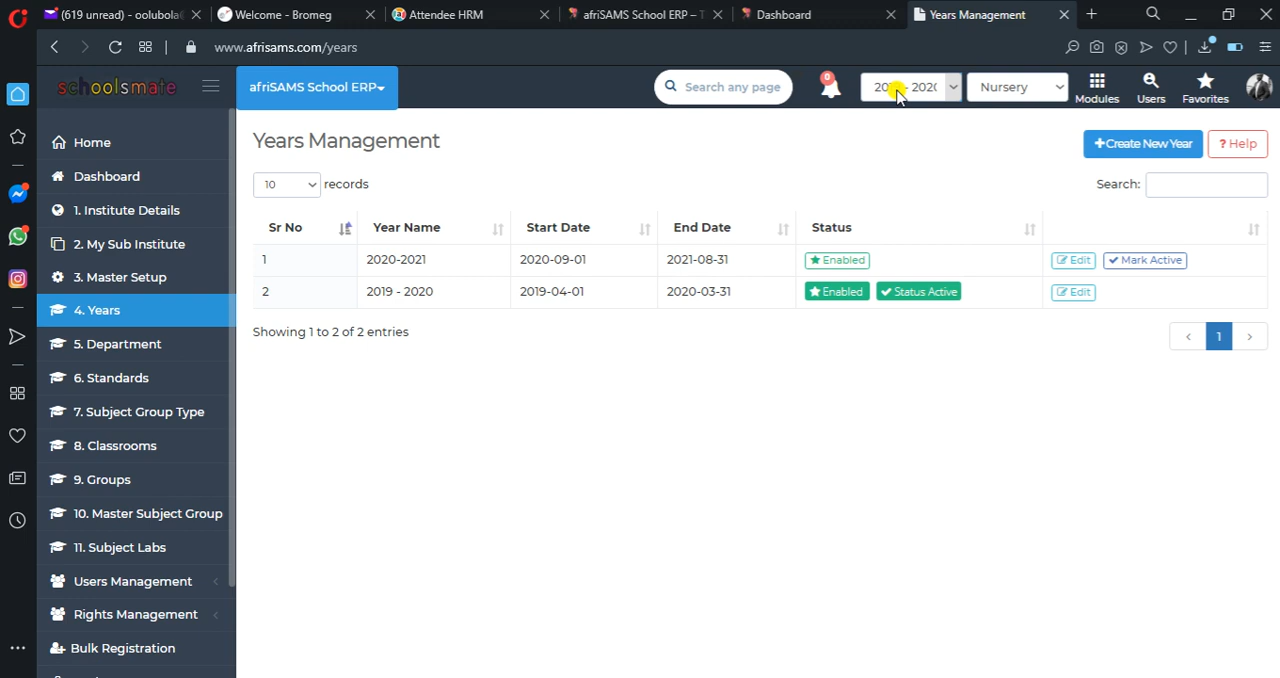 (619 unread) - oolubola
Welcome - Bromeg
Attendee HRM
afriSAMS School ERP – T
Dashboard
Years Management
www.afrisams.com/years
schoolsmate
afriSAMS School ERP
Search any page
0
2020
Nursery
Modules
Users
Favorites
Home
Dashboard
1. Institute Details
2. My Sub Institute
3. Master Setup
4. Years
5. Department
6. Standards
7. Subject Group Type
8. Classrooms
9. Groups
10. Master Subject Group
11. Subject Labs
Users Management
Rights Management
Bulk Registration
Years Management
+Create New Year
? Help
10 records
Search:
Sr No Year Name Start Date End Date Status
1 2020-2021 2020-09-01 2021-08-31 Enabled Edit Mark Active
2 2019 - 2020 2019-04-01 2020-03-31 Enabled Status Active Edit
Showing 1 to 2 of 2 entries
‹ 1 ›